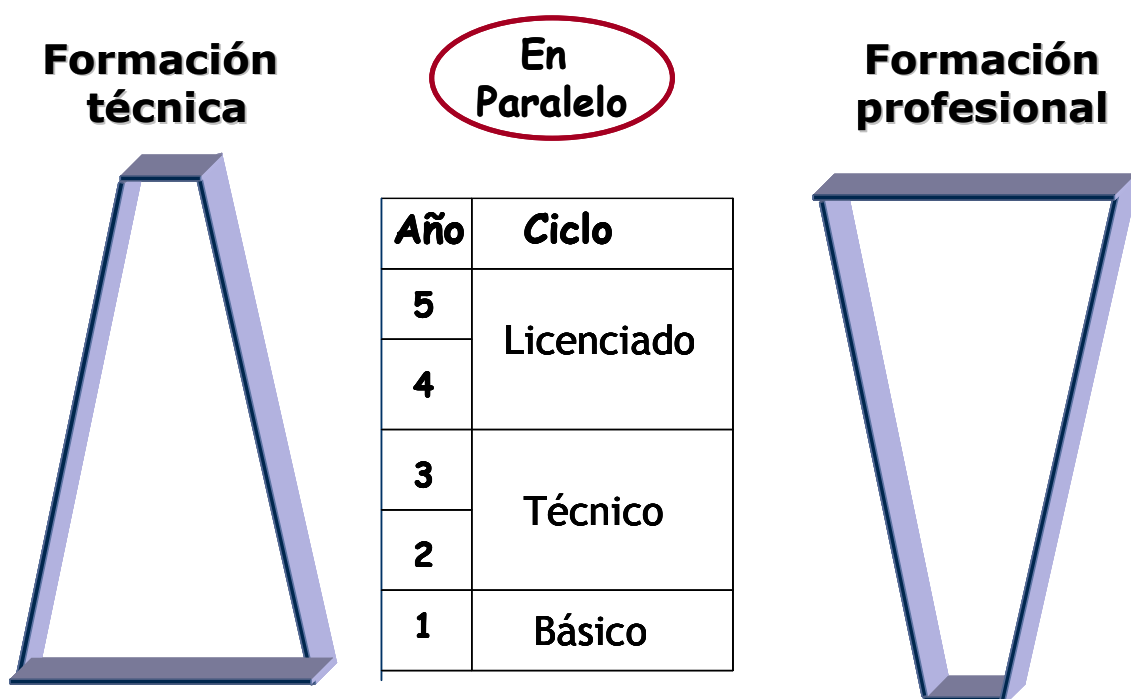 Formación
técnica
En
Paralelo
Formación
profesional
Año Ciclo
5
Licenciado
4
3
Técnico
2
1 Básico